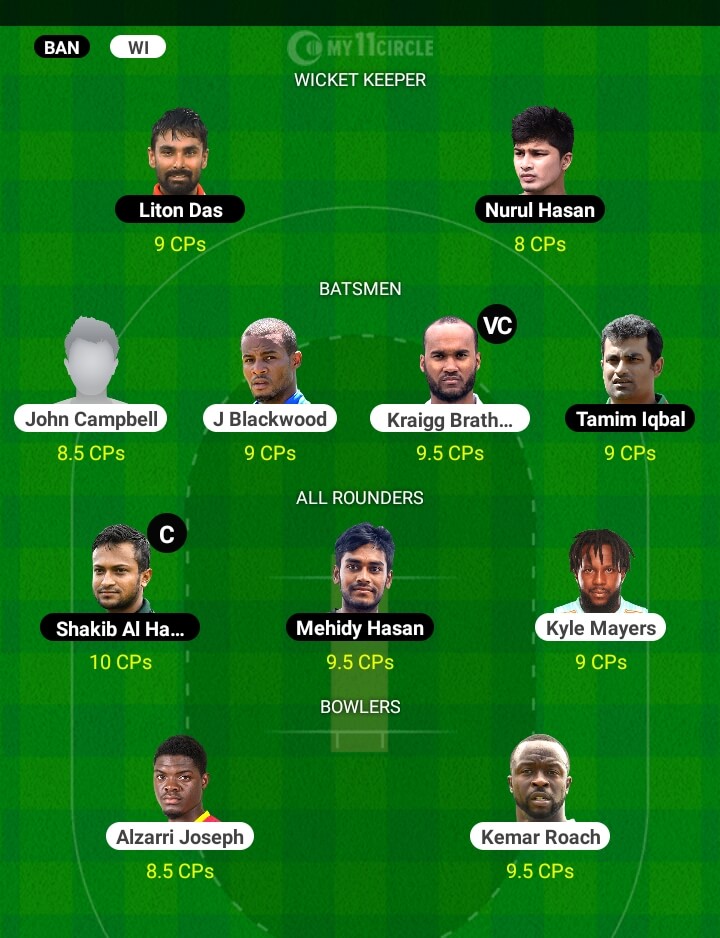 BAN WI MY11CIRCLE
WICKET KEEPER
Liton Das Nurul Hasan
9 CPs 8 CPs
BATSMEN
VC
John Campbell J Blackwood Kraigg Brath... Tamim Iqbal
8.5 CPs 9 CPs 9.5 CPs 9 CPs
ALL ROUNDERS
C
Shakib Al Ha... Mehidy Hasan Kyle Mayers
10 CPs 9.5 CPs 9 CPs
BOWLERS
Alzarri Joseph Kemar Roach
8.5 CPs 9.5 CPs